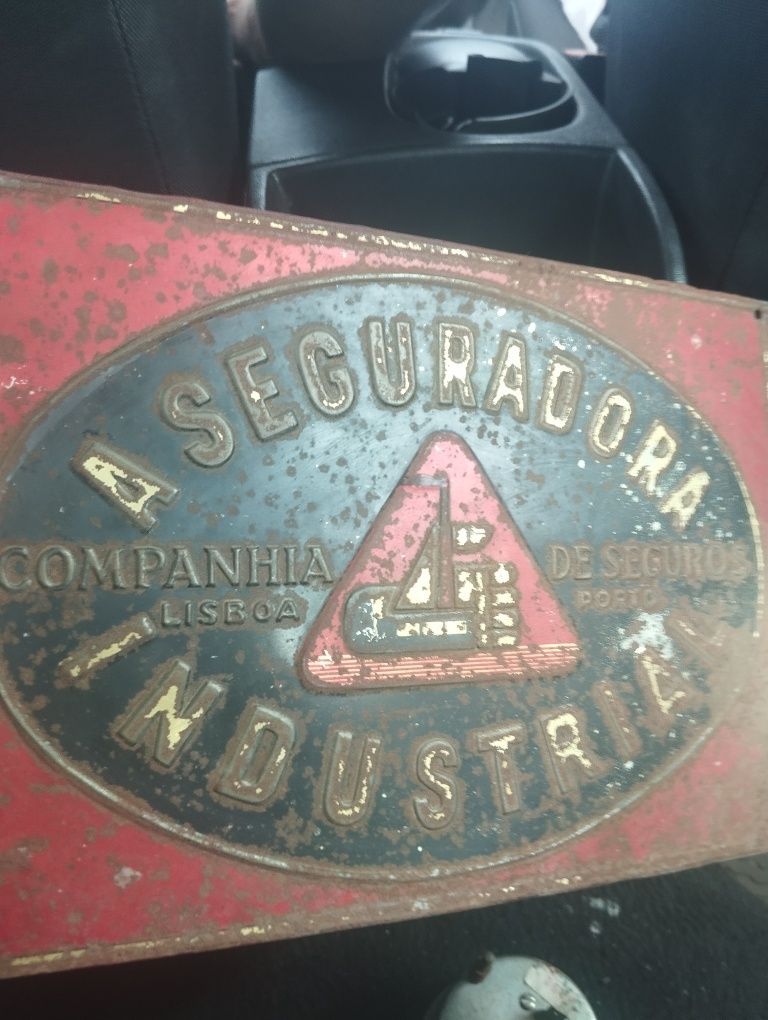 A SEGURADORA
COMPANHIA DE SEGUROS
LISBOA PORTO
INDUSTRIAL